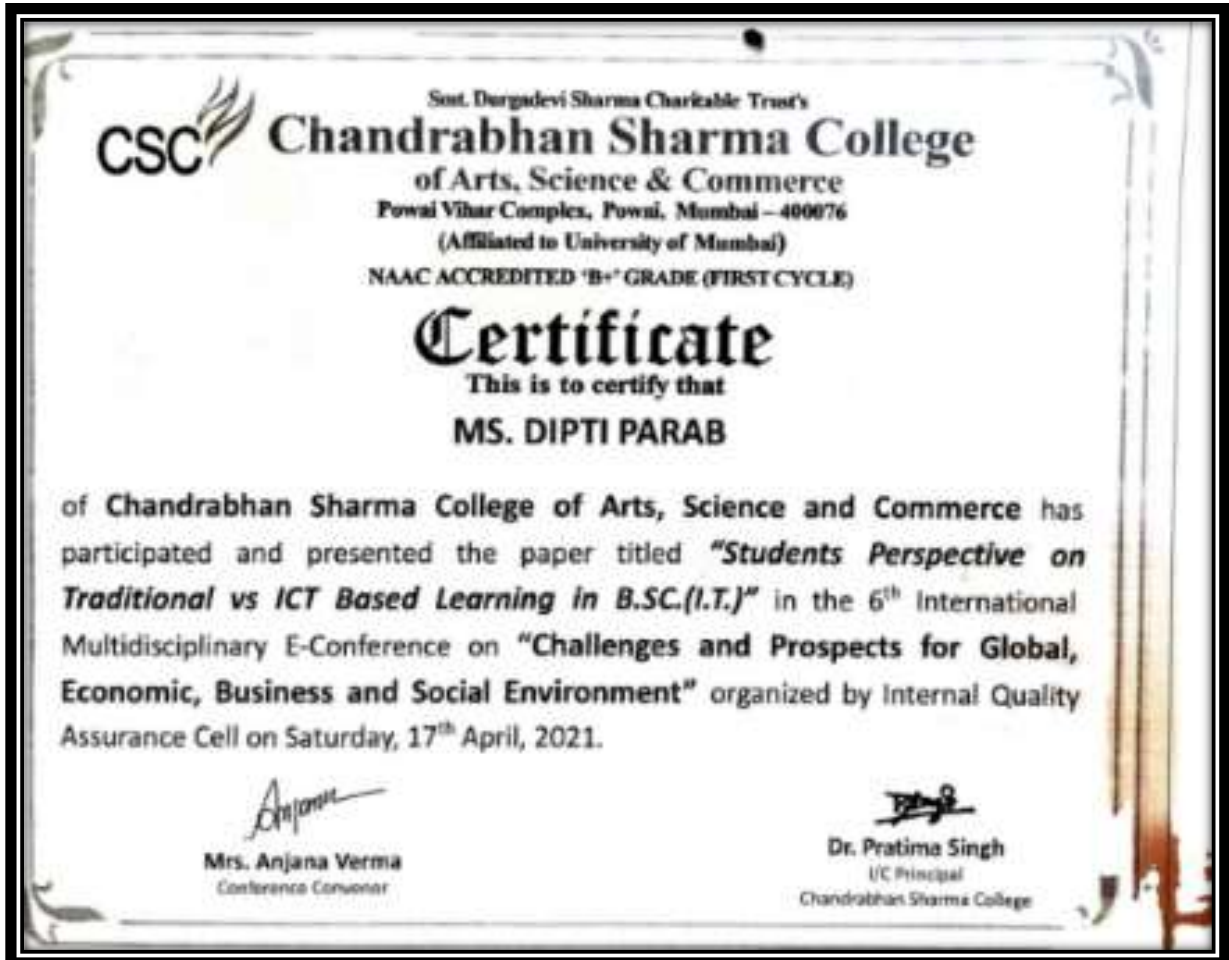 Smt. Durgadevi Sharma Charitable Trust's
CSC
Chandrabhan Sharma College
of Arts, Science & Commerce
Powai Vihar Complex, Powai, Mumbai – 400076
(Affiliated to University of Mumbai)
NAAC ACCREDITED 'B+' GRADE (FIRST CYCLE)
Certificate
This is to certify that
MS. DIPTI PARAB
of Chandrabhan Sharma College of Arts, Science and Commerce has
participated and presented the paper titled "Students Perspective on
Traditional vs ICT Based Learning in B.SC.(I.T.)" in the 6th International
Multidisciplinary E-Conference on "Challenges and Prospects for Global,
Economic, Business and Social Environment" organized by Internal Quality
Assurance Cell on Saturday, 17th April, 2021.
Anjana
Mrs. Anjana Verma
Conference Convenor
Dr. Pratima Singh
I/C Principal
Chandrabhan Sharma College